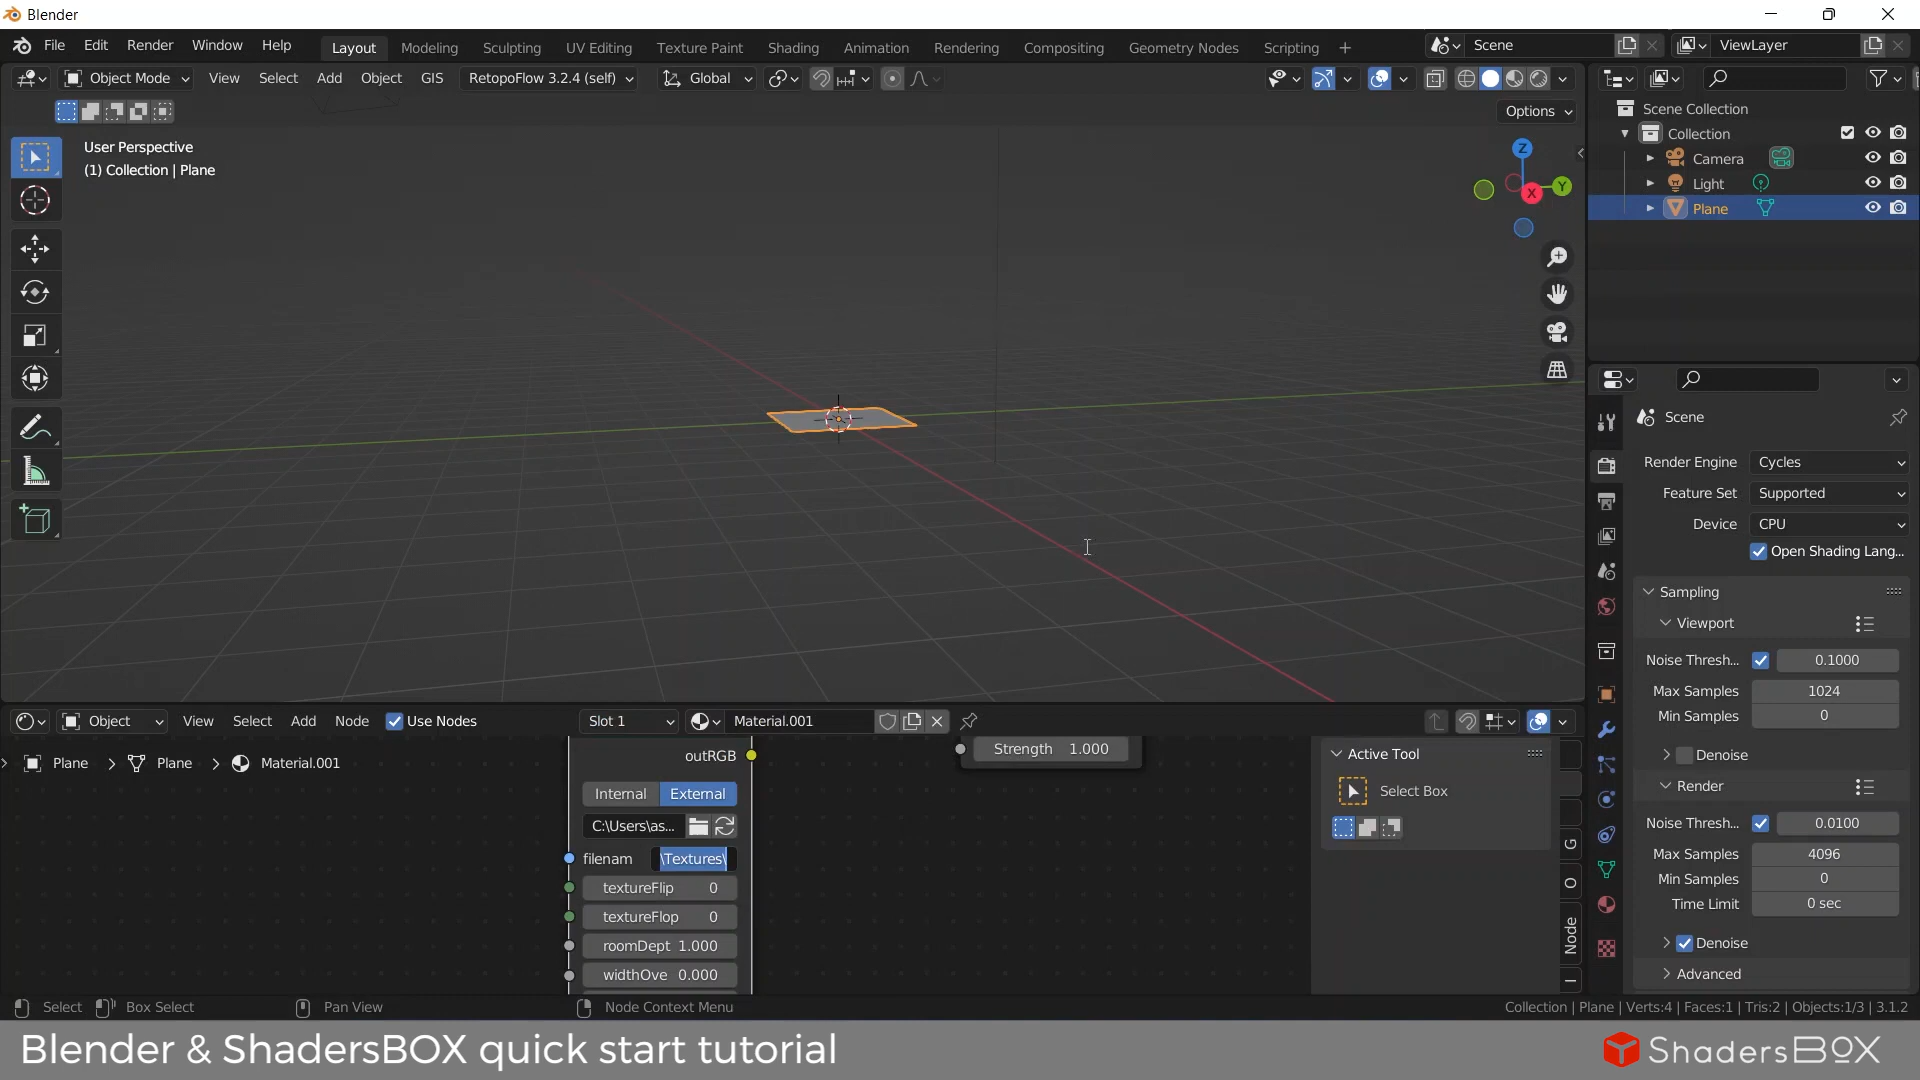 Blender
File Edit Render Window Help
Layout Modeling Sculpting UV Editing Texture Paint Shading Animation Rendering Compositing Geometry Nodes Scripting +
Scene
ViewLayer
Object Mode View Select Add Object GIS RetopoFlow 3.2.4 (self) Global
Options
User Perspective
(1) Collection | Plane
Z
Y
X
Scene Collection
Collection
Camera
Light
Plane
Scene
Render Engine Cycles
Feature Set Supported
Device CPU
Open Shading Lang...
Sampling
Viewport
Noise Thresh... 0.1000
Max Samples 1024
Min Samples 0
Denoise
Render
Noise Thresh... 0.0100
Max Samples 4096
Min Samples 0
Time Limit 0 sec
Denoise
Advanced
Object View Select Add Node Use Nodes Slot 1 Material.001
Plane > Plane > Material.001
outRGB
Internal External
C:\Users\as...
filenam \Textures\
textureFlip 0
textureFlop 0
roomDept 1.000
widthOve 0.000
Strength 1.000
Active Tool
Select Box
G
O
Node
Select Box Select Pan View Node Context Menu
Collection | Plane | Verts:4 | Faces:1 | Tris:2 | Objects:1/3 | 3.1.2
Blender & ShadersBOX quick start tutorial
ShadersBOX